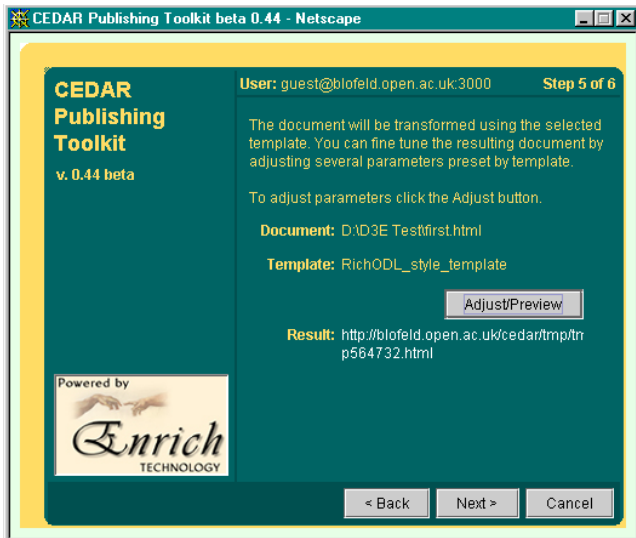 CEDAR Publishing Toolkit beta 0.44 - Netscape
CEDAR
Publishing
Toolkit
v. 0.44 beta
User: guest@blofeld.open.ac.uk:3000 Step 5 of 6
The document will be transformed using the selected
template. You can fine tune the resulting document by
adjusting several parameters preset by template.
To adjust parameters click the Adjust button.
Document: D:\D3E Test\first.html
Template: RichODL_style_template
Adjust/Preview
Result: http://blofeld.open.ac.uk/cedar/tmp/tm
p564732.html
Powered by
Enrich
TECHNOLOGY
< Back Next > Cancel